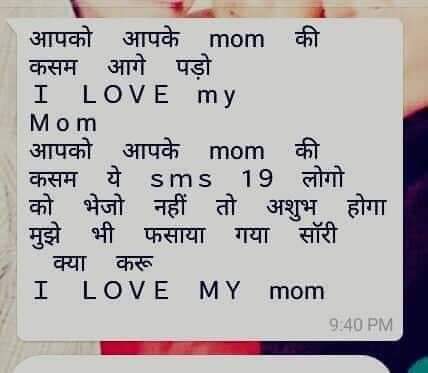 आपको आपके mom की
कसम आगे पड़ो
I LOVE my
Mom
आपको आपके mom की
कसम ये sms 19 लोगो
को भेजो नहीं तो अशुभ होगा
मुझे भी फसाया गया सॉरी
क्या करू
I LOVE MY mom
9:40 PM